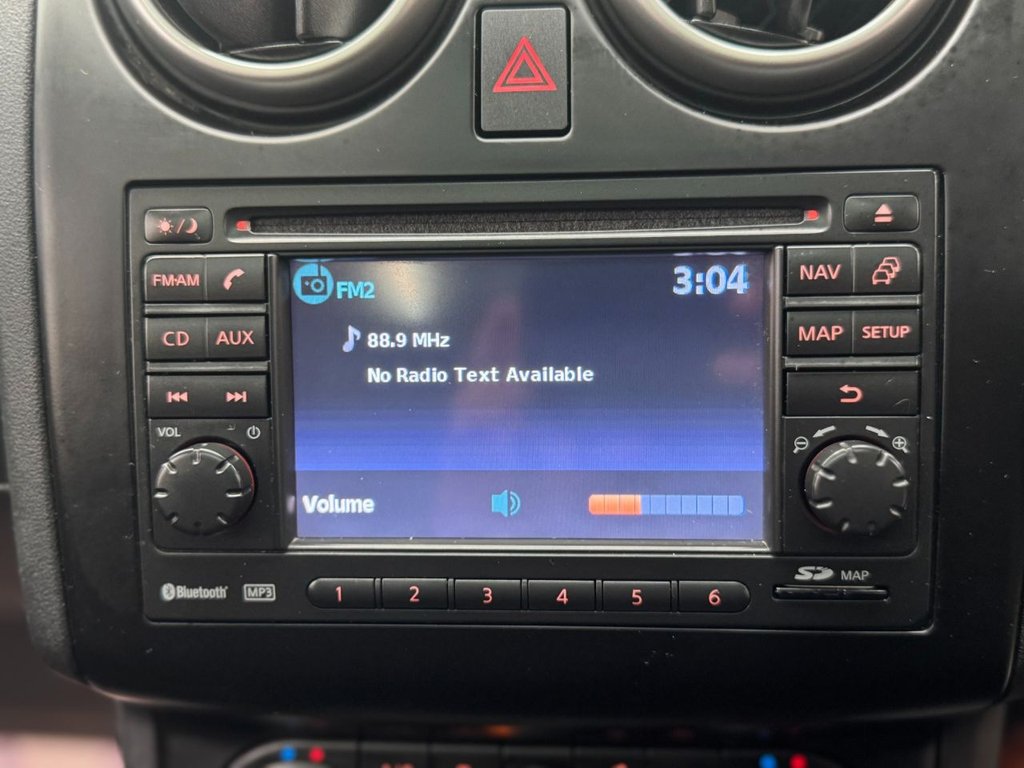 FM2 3:04
88.9 MHz
No Radio Text Available
Volume
FM·AM
CD AUX
VOL
NAV
MAP SETUP
Bluetooth® MP3
1 2 3 4 5 6
SD MAP